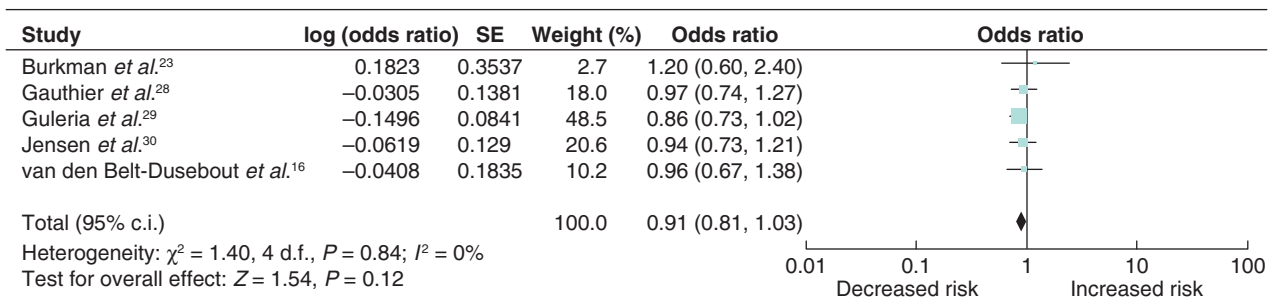 Study log (odds ratio) SE Weight (%) Odds ratio Odds ratio
Burkman et al.²³ 0.1823 0.3537 2.7 1.20 (0.60, 2.40)
Gauthier et al.²⁸ –0.0305 0.1381 18.0 0.97 (0.74, 1.27)
Guleria et al.²⁹ –0.1496 0.0841 48.5 0.86 (0.73, 1.02)
Jensen et al.³⁰ –0.0619 0.129 20.6 0.94 (0.73, 1.21)
van den Belt-Dusebout et al.¹⁶ –0.0408 0.1835 10.2 0.96 (0.67, 1.38)
Total (95% c.i.) 100.0 0.91 (0.81, 1.03)
Heterogeneity: χ² = 1.40, 4 d.f., P = 0.84; I² = 0%
Test for overall effect: Z = 1.54, P = 0.12
0.01 0.1 1 10 100
Decreased risk Increased risk